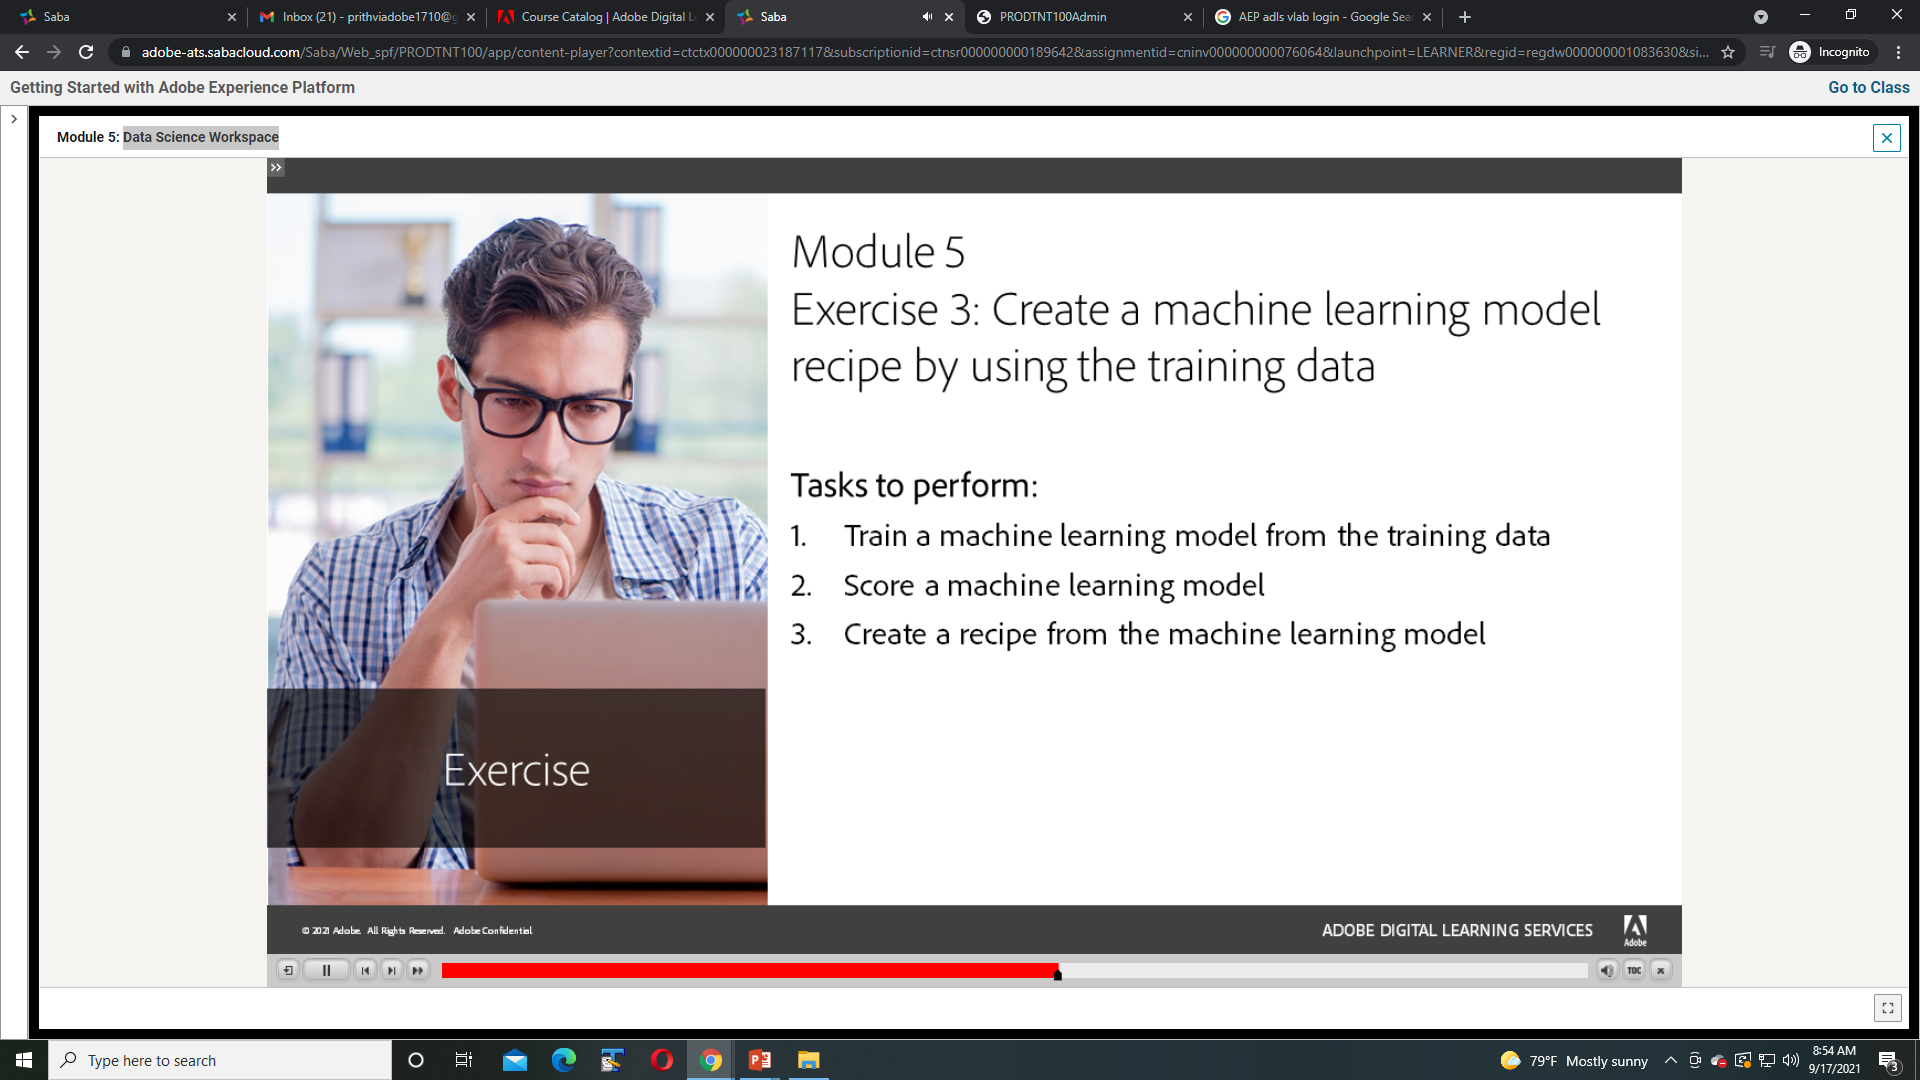 Saba
Inbox (21) - prithviadobe1710@g
Course Catalog | Adobe Digital L
Saba
PRODTNT100Admin
AEP adls vlab login - Google Sea
adobe-ats.sabacloud.com/Saba/Web_spf/PRODTNT100/app/content-player?contextid=ctctx000000023187117&subscriptionid=ctnsr000000000189642&assignmentid=cninv000000000076064&launchpoint=LEARNER&regid=regdw000000001083630&si...
Incognito
Getting Started with Adobe Experience Platform
Go to Class
Module 5: Data Science Workspace
Module 5
Exercise 3: Create a machine learning model
recipe by using the training data
Tasks to perform:
1. Train a machine learning model from the training data
2. Score a machine learning model
3. Create a recipe from the machine learning model
Exercise
© 2021 Adobe. All Rights Reserved. Adobe Confidential
ADOBE DIGITAL LEARNING SERVICES
Adobe
TOC
Type here to search
79°F Mostly sunny
8:54 AM
9/17/2021
3